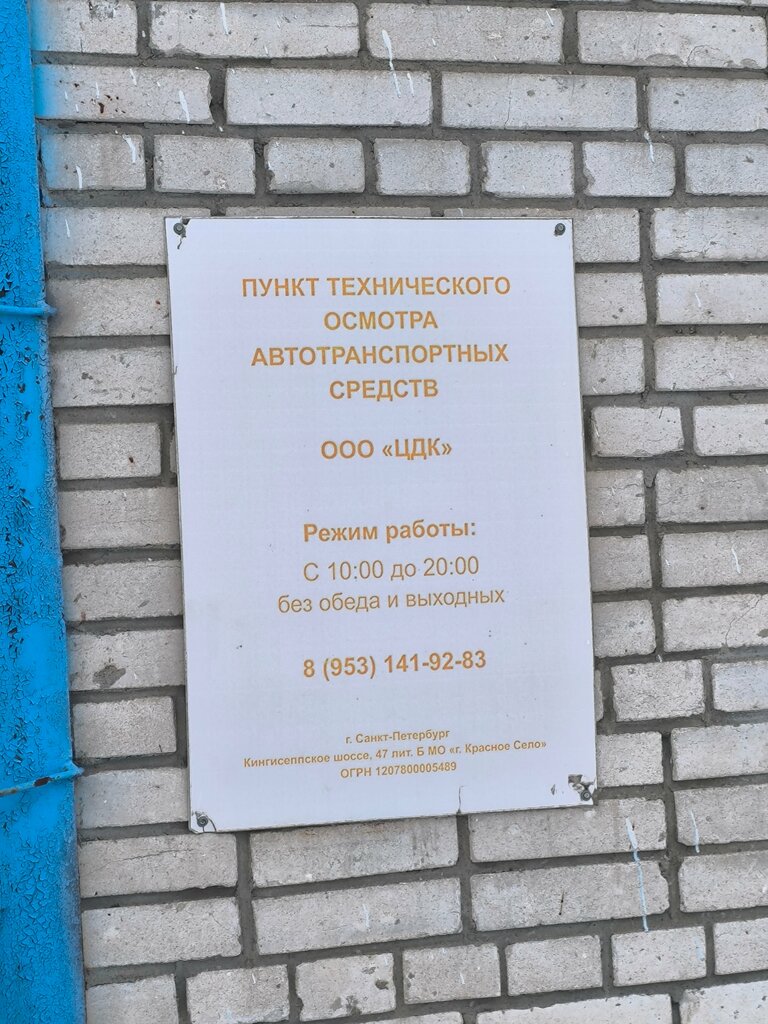 ПУНКТ ТЕХНИЧЕСКОГО
ОСМОТРА
АВТОТРАНСПОРТНЫХ
СРЕДСТВ
ООО «ЦДК»
Режим работы:
С 10:00 до 20:00
без обеда и выходных
8 (953) 141-92-83
г. Санкт-Петербург
Кингисеппское шоссе, 47 лит. Б МО «г. Красное Село»
ОГРН 1207800005489